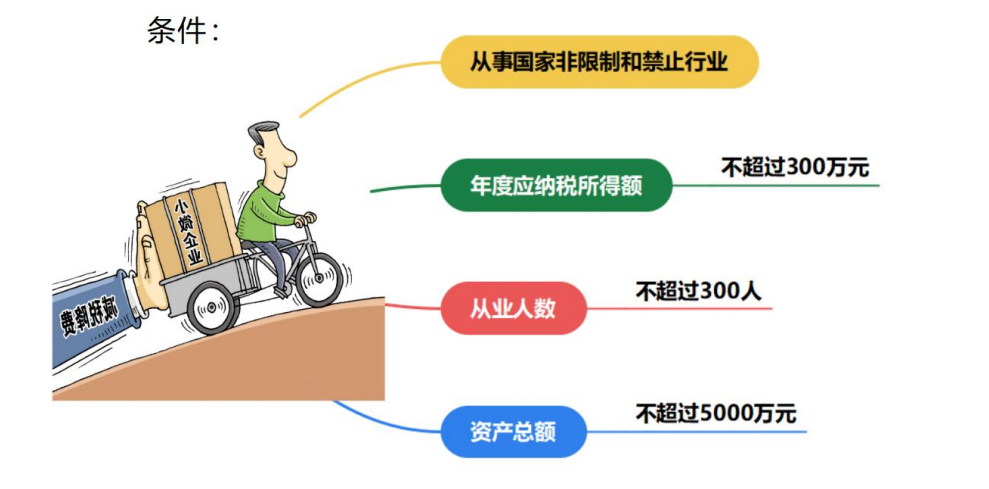 条件：
从事国家非限制和禁止行业
年度应纳税所得额
不超过300万元
从业人数
不超过300人
资产总额
不超过5000万元
小微企业
减税降费